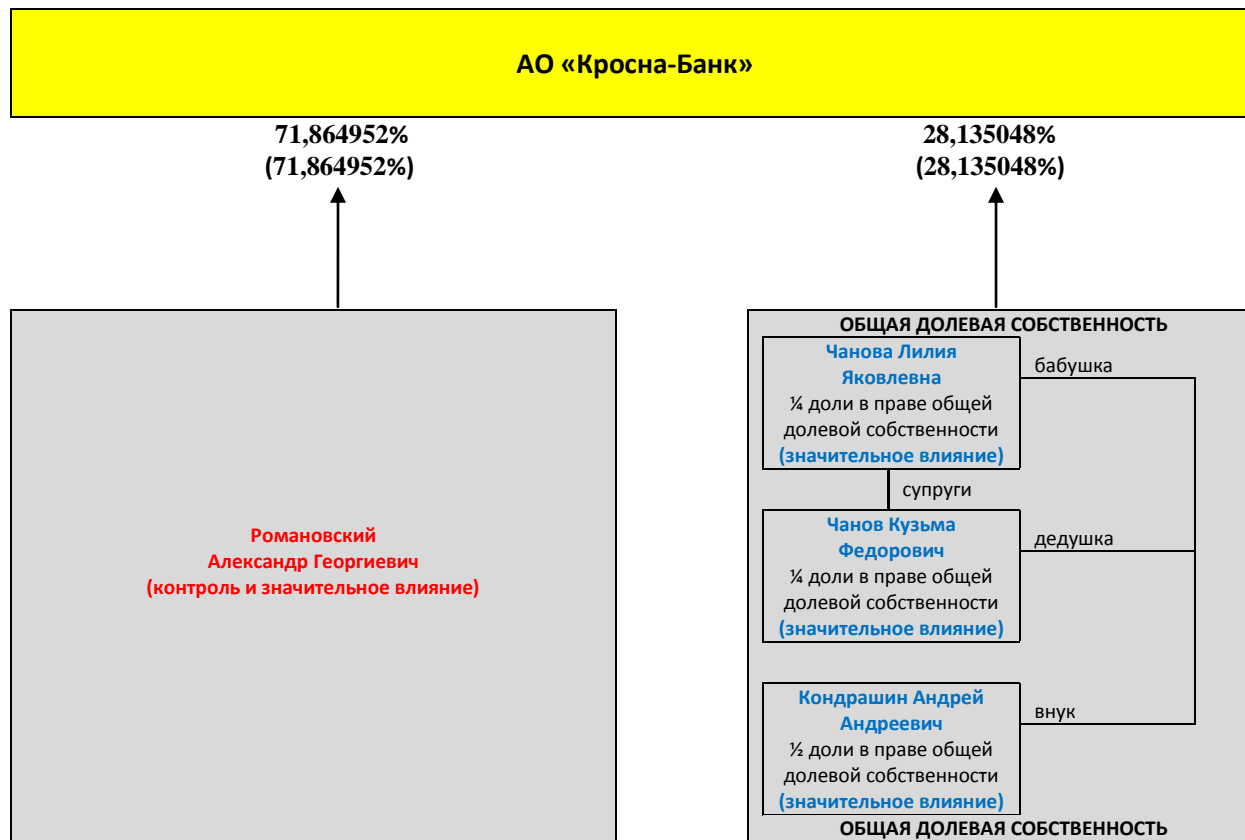 АО «Кросна-Банк»
71,864952%
(71,864952%)
28,135048%
(28,135048%)
Романовский
Александр Георгиевич
(контроль и значительное влияние)
ОБЩАЯ ДОЛЕВАЯ СОБСТВЕННОСТЬ
Чанова Лилия
Яковлевна
¼ доли в праве общей
долевой собственности
(значительное влияние)
бабушка
супруги
Чанов Кузьма
Федорович
¼ доли в праве общей
долевой собственности
(значительное влияние)
дедушка
Кондрашин Андрей
Андреевич
½ доли в праве общей
долевой собственности
(значительное влияние)
внук
ОБЩАЯ ДОЛЕВАЯ СОБСТВЕННОСТЬ